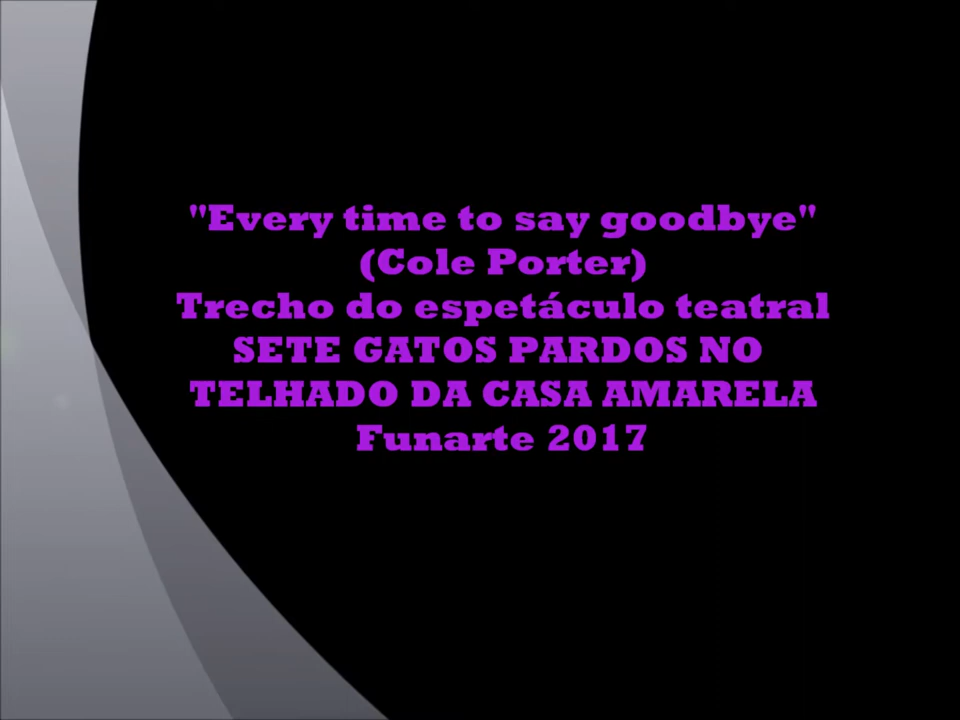 "Every time to say goodbye"
(Cole Porter)
Trecho do espetáculo teatral
SETE GATOS PARDOS NO
TELHADO DA CASA AMARELA
Funarte 2017